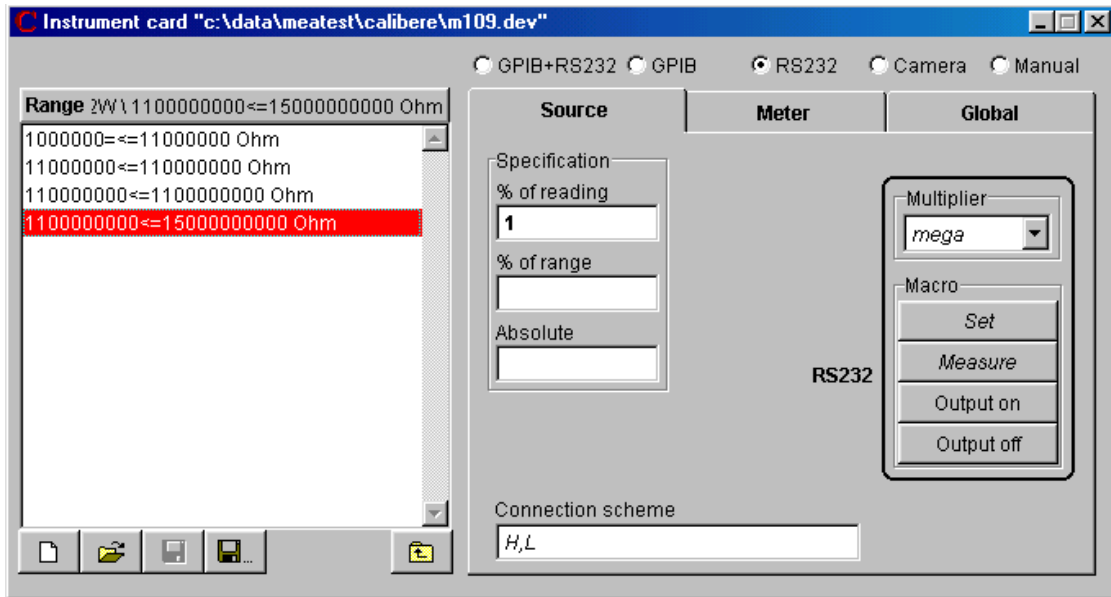 Instrument card "c:\data\meatest\calibere\m109.dev"
GPIB+RS232 GPIB RS232 Camera Manual
Range 2W \ 1100000000<=15000000000 Ohm
1000000=<=11000000 Ohm
11000000<=110000000 Ohm
110000000<=1100000000 Ohm
1100000000<=15000000000 Ohm
Source Meter Global
Specification
% of reading
1
% of range
Absolute
RS232
Multiplier
mega
Macro
Set
Measure
Output on
Output off
Connection scheme
H,L